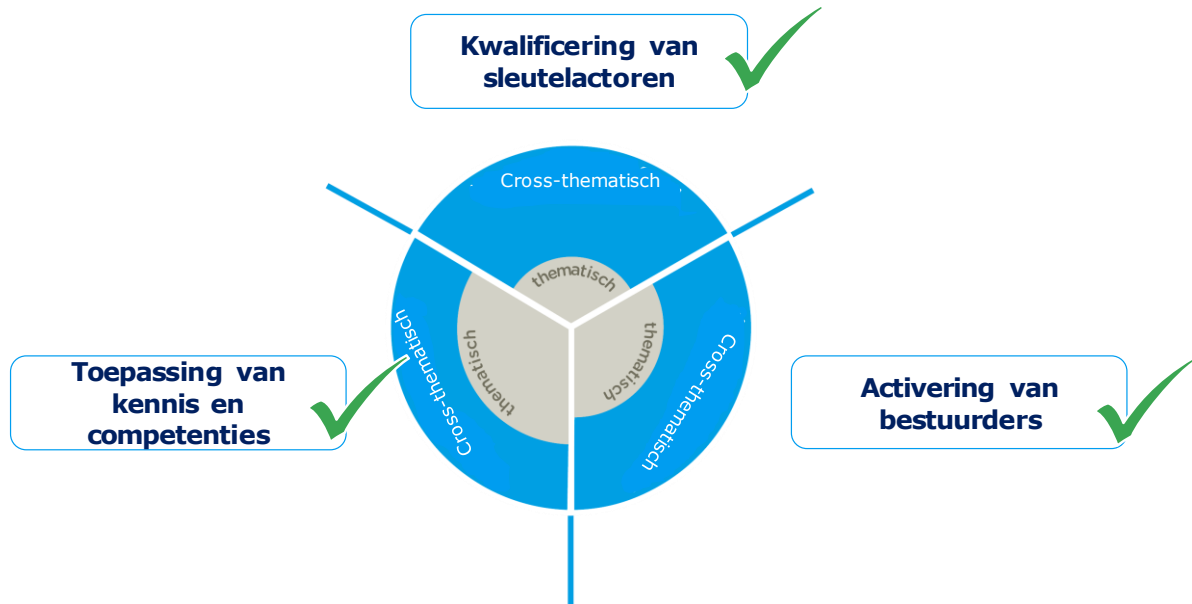 Kwalificering van
sleutelactoren
Cross-thematisch
thematisch
Cross-thematisch
thematisch
thematisch
Cross-thematisch
Toepassing van
kennis en
competenties
Activering van
bestuurders